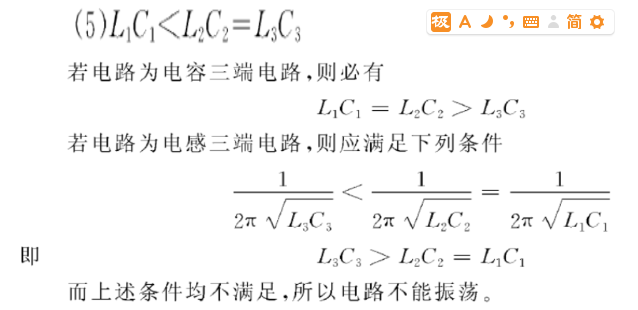 (5)L₁C₁<L₂C₂=L₃C₃
极 A 简
若电路为电容三端电路,则必有
L₁C₁ = L₂C₂ > L₃C₃
若电路为电感三端电路,则应满足下列条件
1/(2π√(L₃C₃)) < 1/(2π√(L₂C₂)) = 1/(2π√(L₁C₁))
即 L₃C₃ > L₂C₂ = L₁C₁
而上述条件均不满足,所以电路不能振荡。